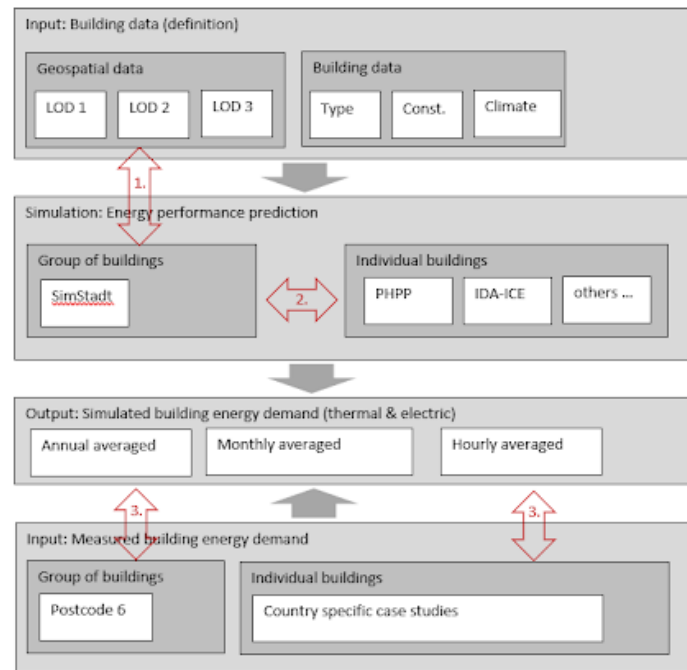 Input: Building data (definition)
Geospatial data
LOD 1
LOD 2
LOD 3
Building data
Type
Const.
Climate
1.
Simulation: Energy performance prediction
Group of buildings
SimStadt
2.
Individual buildings
PHPP
IDA-ICE
others ...
Output: Simulated building energy demand (thermal & electric)
Annual averaged
Monthly averaged
Hourly averaged
3.
3.
Input: Measured building energy demand
Group of buildings
Postcode 6
Individual buildings
Country specific case studies